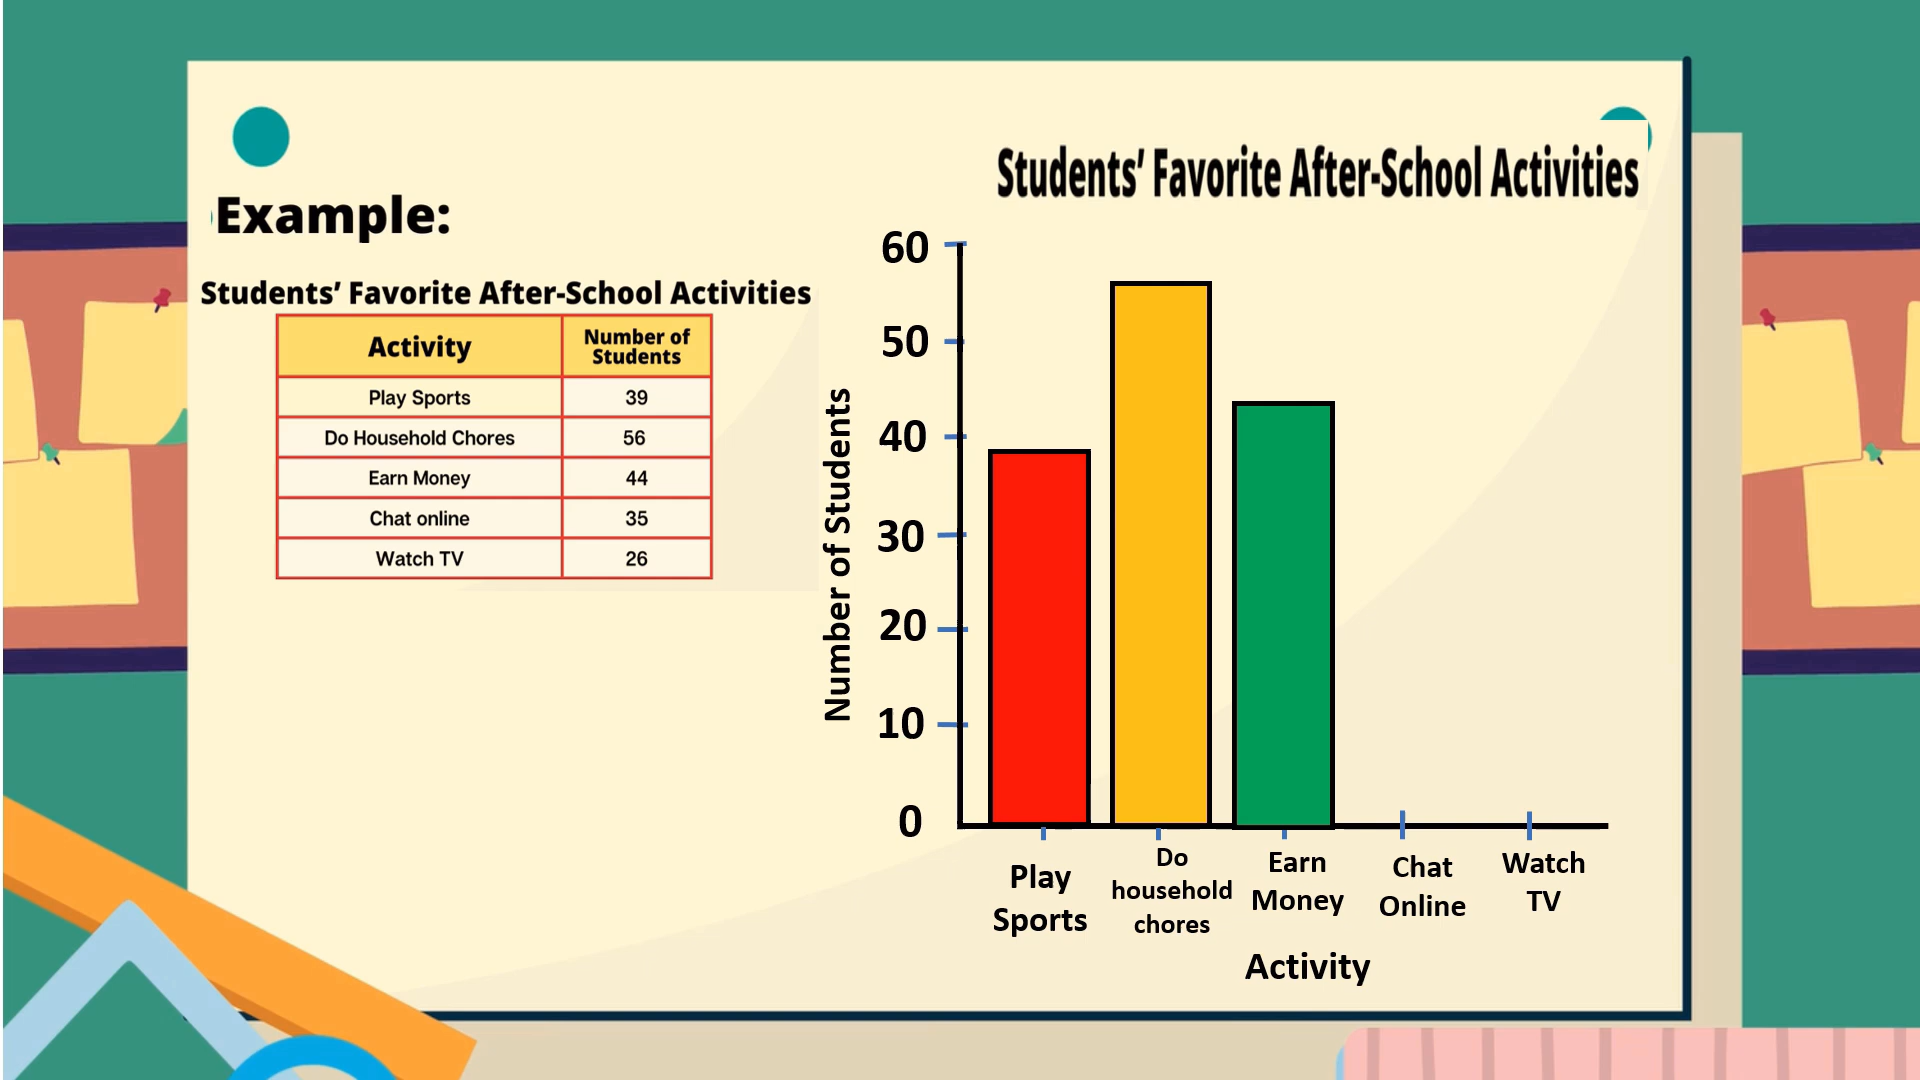 Example:
Students’ Favorite After-School Activities
Activity
Number of
Students
Play Sports 39
Do Household Chores 56
Earn Money 44
Chat online 35
Watch TV 26
Students’ Favorite After-School Activities
Number of Students
60
50
40
30
20
10
0
Play
Sports
Do
household
chores
Earn
Money
Chat
Online
Watch
TV
Activity